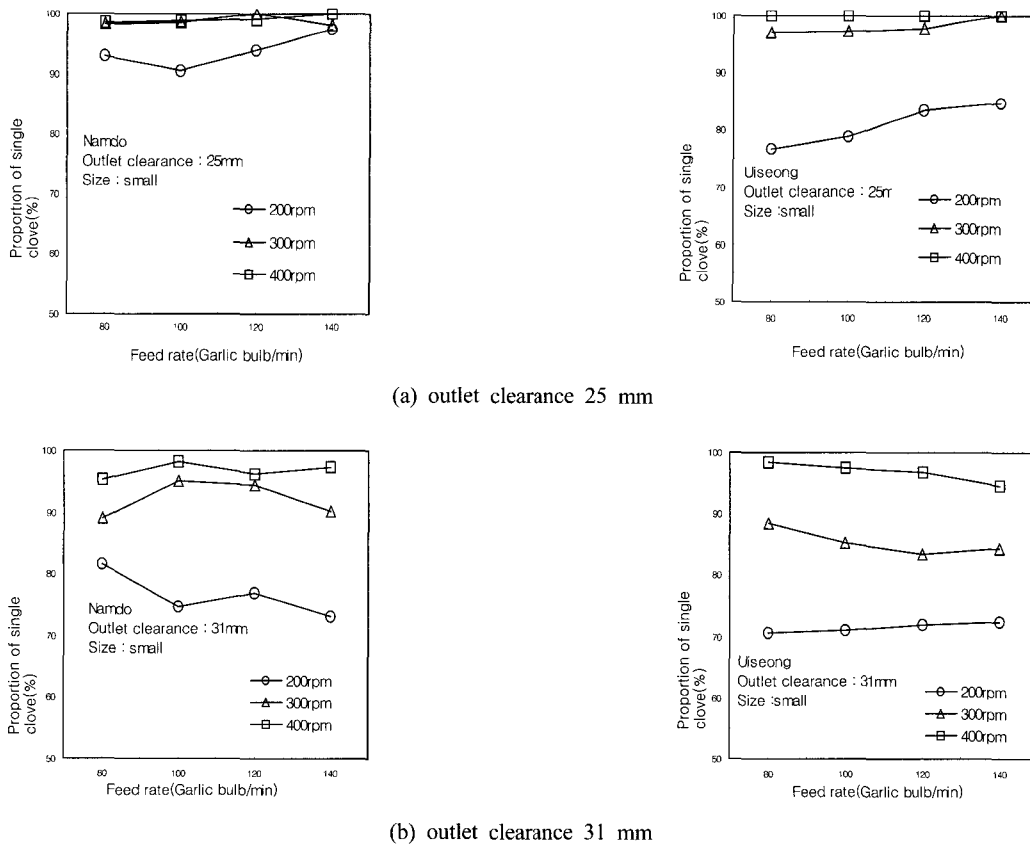 100
90
80
70
60
50
Proportion of single
clove(%)
Namdo
Outlet clearance : 25mm
Size : small
200rpm
300rpm
400rpm
80
100
120
140
Feed rate(Garlic bulb/min)
100
90
80
70
60
50
Proportion of single
clove(%)
Uiseong
Outlet clearance : 25m
Size :small
200rpm
300rpm
400rpm
80
100
120
140
Feed rate(Garlic bulb/min)
(a) outlet clearance 25 mm
100
90
80
70
60
50
Proportion of single
clove(%)
Namdo
Outlet clearance : 31mm
Size : small
200rpm
300rpm
400rpm
80
100
120
140
Feed rate(Garlic bulb/min)
100
90
80
70
60
50
Proportion of single
clove(%)
Uiseong
Outlet clearance : 31mm
Size :small
200rpm
300rpm
400rpm
80
100
120
140
Feed rate(Garlic bulb/min)
(b) outlet clearance 31 mm